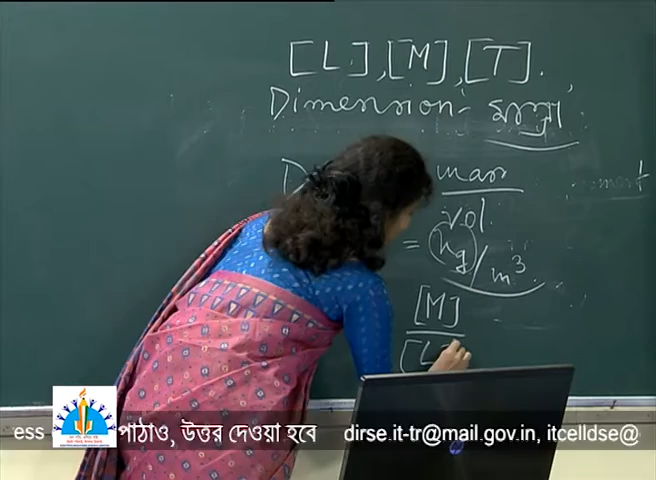 [L], [M], [T].
Dimension - মাত্রা
D mass
vol
= kg/m³
[M]
[L
ess পাঠাও, উত্তর দেওয়া হবে dirse.it-tr@mail.gov.in, itcelldse@